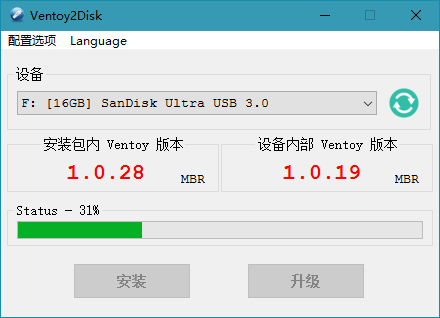 Ventoy2Disk
配置选项 Language
设备
F: [16GB] SanDisk Ultra USB 3.0
安装包内 Ventoy 版本 设备内部 Ventoy 版本
1.0.28 MBR 1.0.19 MBR
Status - 31%
安装 升级